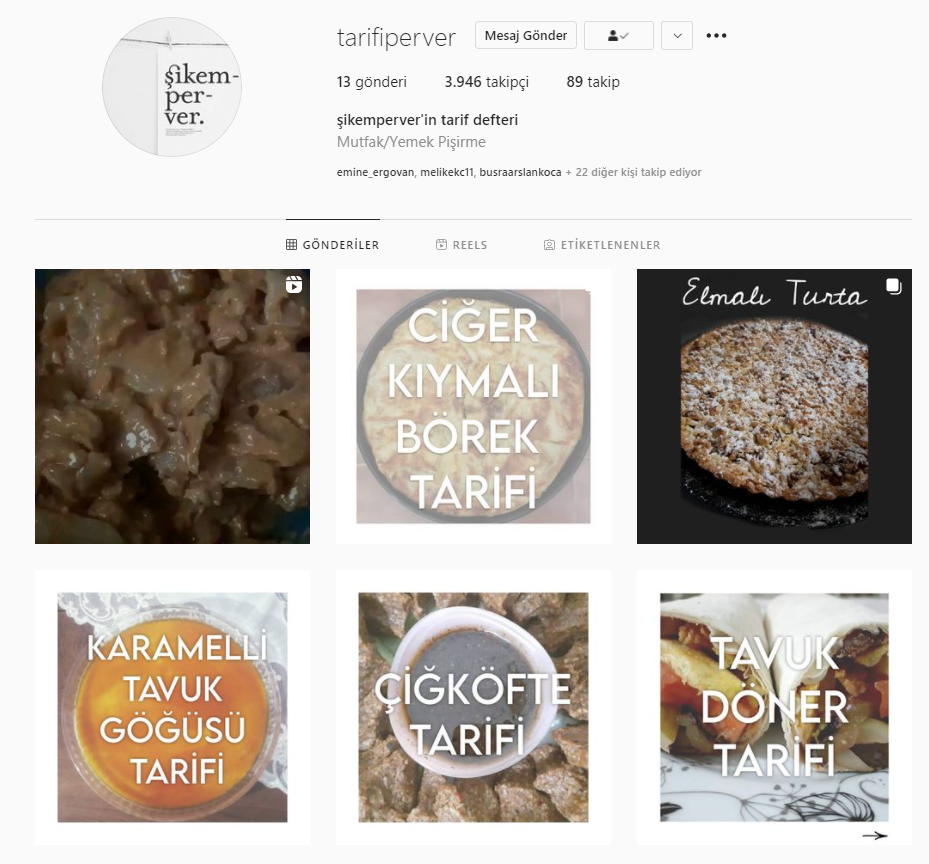 şikem-
per-
ver.
tarifiperver
Mesaj Gönder
13 gönderi 3.946 takipçi 89 takip
şikemperver'in tarif defteri
Mutfak/Yemek Pişirme
emine_ergovan, melikekc11, busraarslankoca + 22 diğer kişi takip ediyor
GÖNDERİLER REELS ETİKETLENENLER
CİĞER
KIYMALI
BÖREK
TARİFİ
Elmalı Turta
KARAMELLİ
TAVUK
GÖĞÜSÜ
TARİFİ
ÇİĞKÖFTE
TARİFİ
TAVUK
DÖNER
TARİFİ